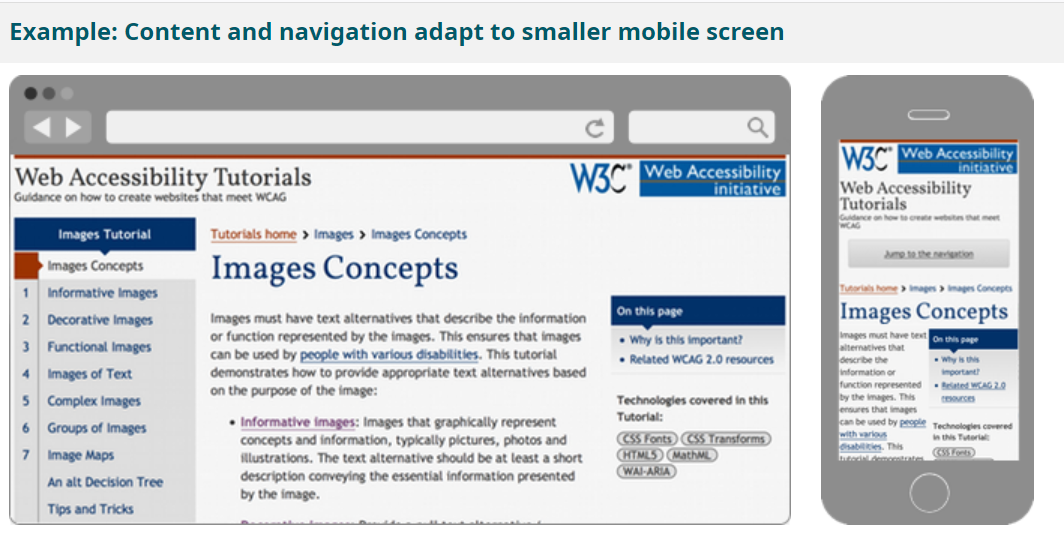 Example: Content and navigation adapt to smaller mobile screen
Web Accessibility Tutorials
Guidance on how to create websites that meet WCAG
W3C® Web Accessibility
initiative
Images Tutorial
Images Concepts
1 Informative Images
2 Decorative Images
3 Functional Images
4 Images of Text
5 Complex Images
6 Groups of Images
7 Image Maps
An alt Decision Tree
Tips and Tricks
Tutorials home > Images > Images Concepts
Images Concepts
Images must have text alternatives that describe the information
or function represented by the images. This ensures that images
can be used by people with various disabilities. This tutorial
demonstrates how to provide appropriate text alternatives based
on the purpose of the image:
• Informative images: Images that graphically represent
concepts and information, typically pictures, photos and
illustrations. The text alternative should be at least a short
description conveying the essential information presented
by the image.
On this page
• Why is this important?
• Related WCAG 2.0 resources
Technologies covered in this
Tutorial:
CSS Fonts CSS Transforms
HTML5 MathML
WAI-ARIA
W3C® Web Accessibility
initiative
Web Accessibility
Tutorials
Guidance on how to create websites that meet
WCAG
Jump to the navigation
Tutorials home > Images > Images Concepts
Images Concepts
Images must have text
alternatives that
describe the
information or
function represented
by the images. This
ensures that images
can be used by people
with various
disabilities. This
tutorial demonstrates
On this page
• Why is this
important?
• Related WCAG 2.0
resources
Technologies covered
in this Tutorial:
CSS Fonts